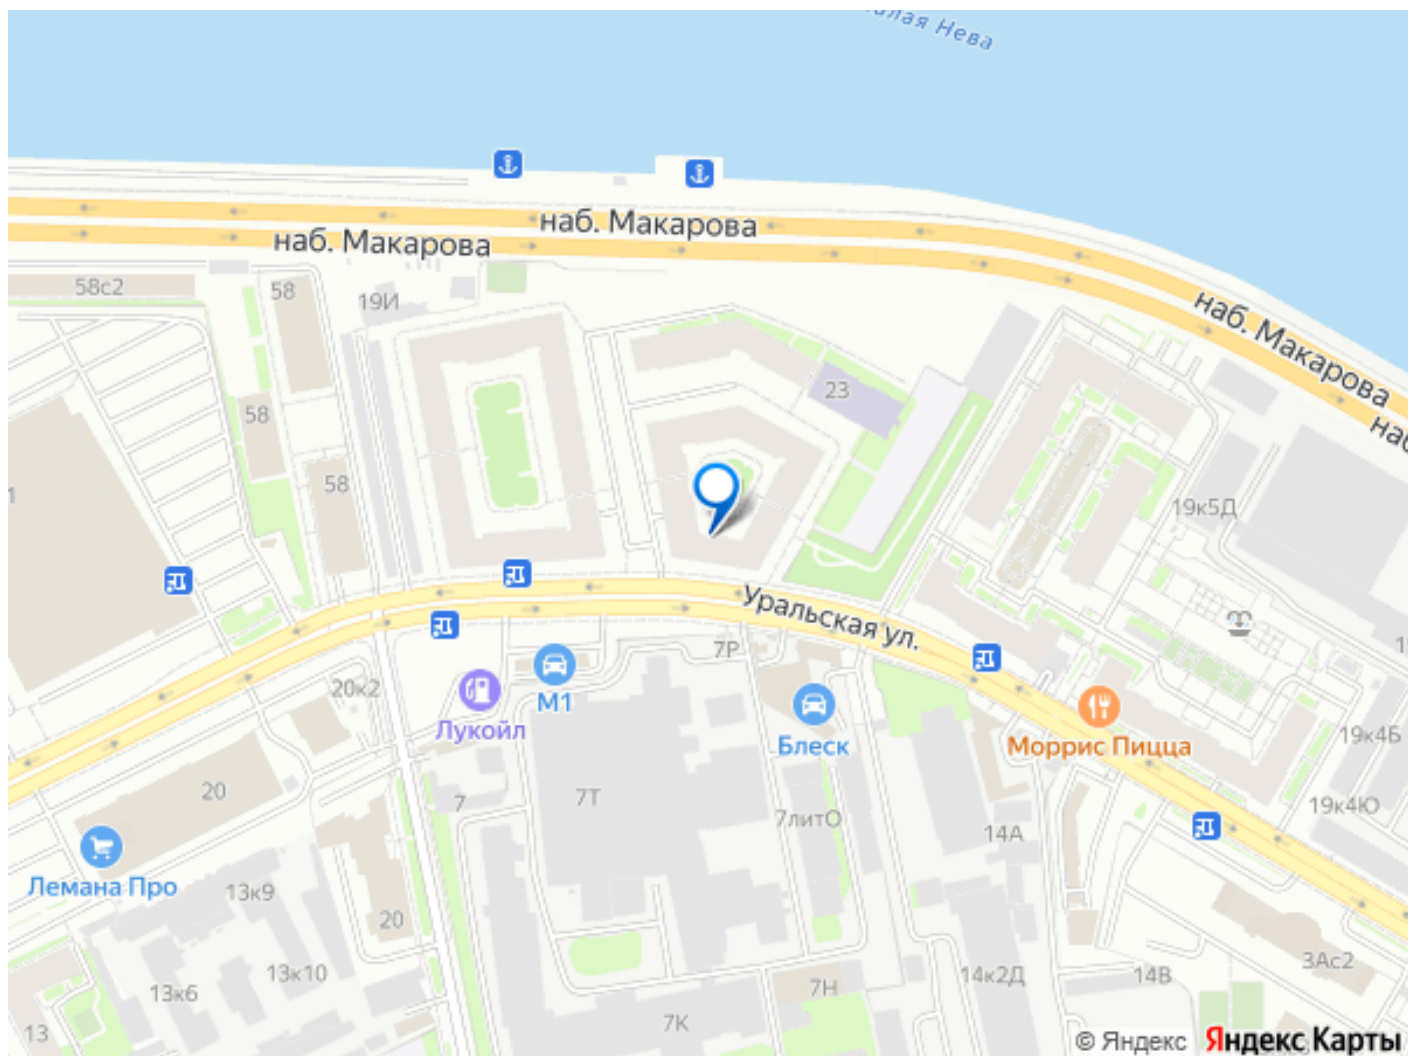 Малая Нева
наб. Макарова
наб. Макарова
наб. Макарова
58с2
58
19И
23
58
58
19к5Д
Уральская ул.
7Р
20к2
М1
Лукойл
Блеск
Моррис Пицца
19к4Б
19к4Ю
20
7
7Т
7литО
14А
Лемана Про
13к9
20
13к10
13к6
14к2Д
14В
3Ас2
7Н
13
7К
© Яндекс
Яндекс Карты